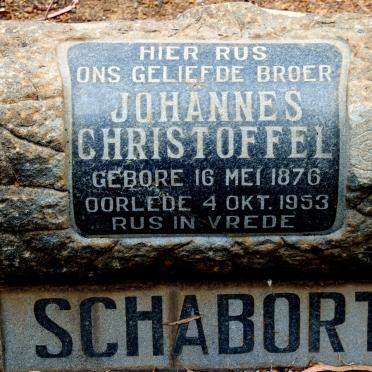 HIER RUS
ONS GELIEFDE BROER
JOHANNES
CHRISTOFFEL
GEBORE 16 MEI 1876
OORLEDE 4 OKT. 1953
RUS IN VREDE
SCHABORT